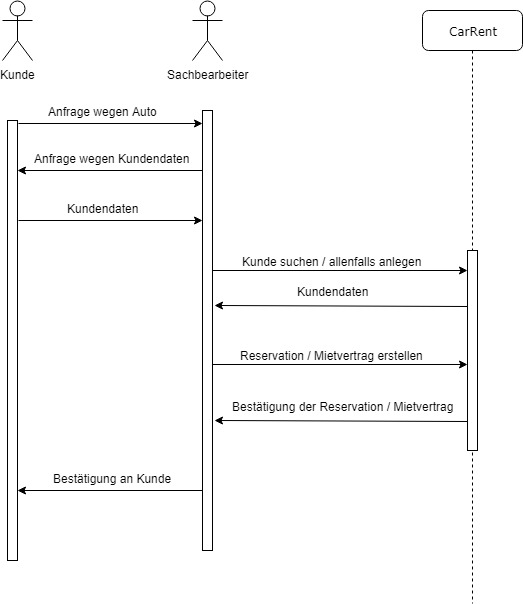 Kunde
Sachbearbeiter
CarRent
Anfrage wegen Auto
Anfrage wegen Kundendaten
Kundendaten
Kunde suchen / allenfalls anlegen
Kundendaten
Reservation / Mietvertrag erstellen
Bestätigung der Reservation / Mietvertrag
Bestätigung an Kunde